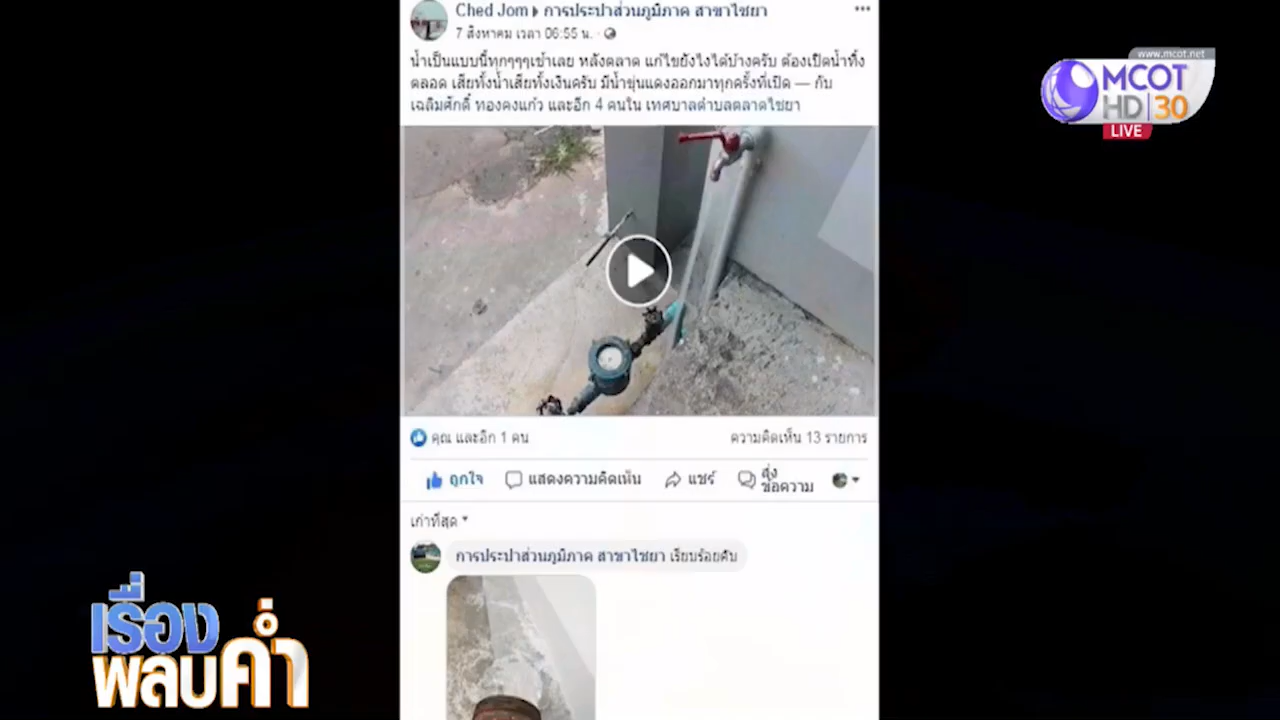 Ched Jom ▸ การประปาส่วนภูมิภาค สาขาไชยา
7 สิงหาคม เวลา 06:55 น. ·
น้ำเป็นแบบนี้ทุกๆๆๆเช้าเลย หลังตลาด แก้ไขยังไงได้บ้างครับ ต้องเปิดน้ำทิ้ง
ตลอด เสียทั้งน้ำเสียทั้งเงินครับ มีน้ำขุ่นแดงออกมาทุกครั้งที่เปิด — กับ
เฉลิมศักดิ์ ทองคงแก้ว และอีก 4 คนใน เทศบาลตำบลตลาดไชยา
www.mcot.net
MCOT
HD 30
LIVE
คุณ และอีก 1 คน
ความคิดเห็น 13 รายการ
ถูกใจ
แสดงความคิดเห็น
แชร์
ส่ง
ข้อความ
เก่าที่สุด
การประปาส่วนภูมิภาค สาขาไชยา เรียบร้อยคับ
เรื่อง
พลบค่ำ